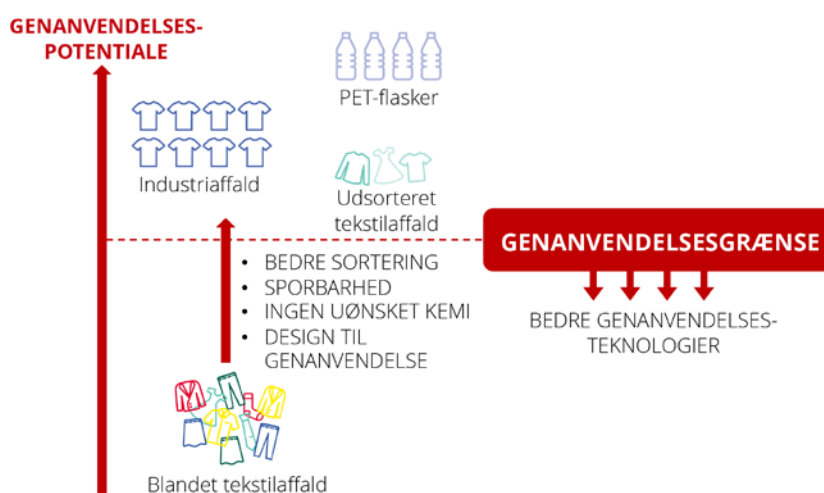 GENANVENDELSES-
POTENTIALE
PET-flasker
Industriaffald
Udsorteret
tekstilaffald
GENANVENDELSESGRÆNSE
• BEDRE SORTERING
• SPORBARHED
• INGEN UØNSKET KEMI
• DESIGN TIL
GENANVENDELSE
BEDRE GENANVENDELSES-
TEKNOLOGIER
Blandet tekstilaffald